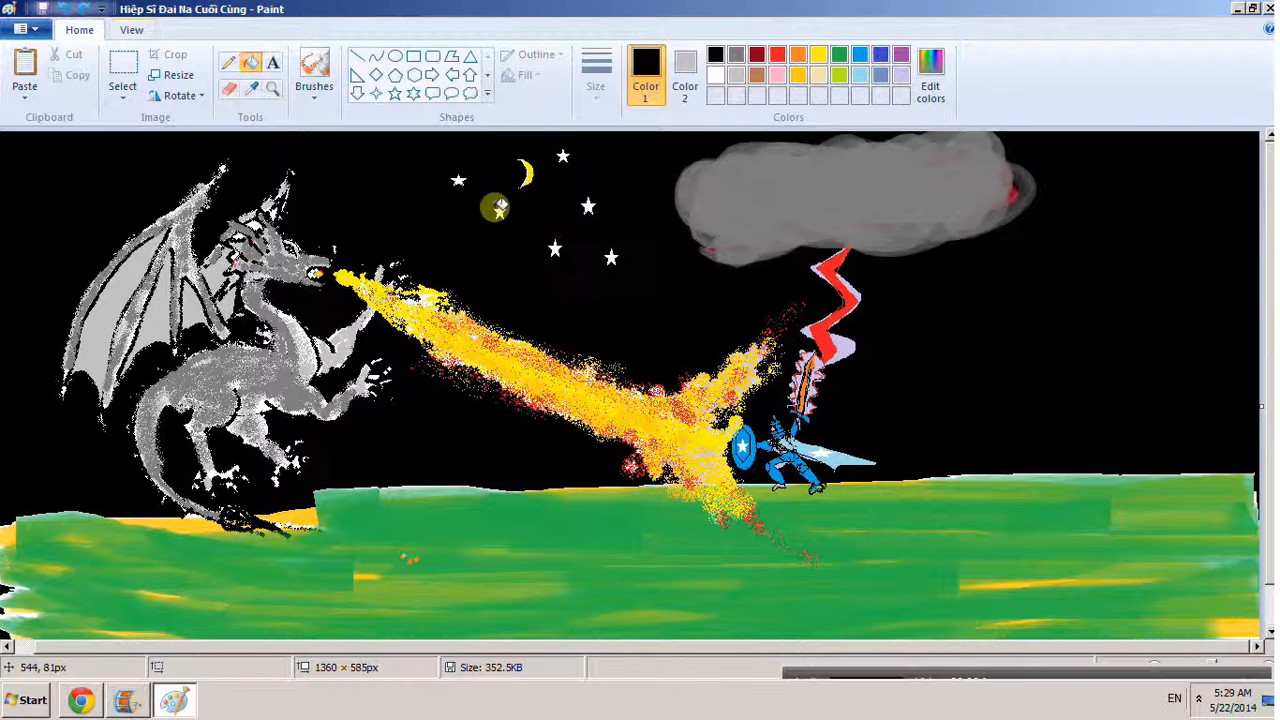 Hiệp Sĩ Đai Na Cuối Cùng - Paint
Home View
Paste
Cut
Copy
Clipboard
Select
Crop
Resize
Rotate
Image
A
Tools
Brushes
Shapes
Outline
Fill
Size
Color 1
Color 2
Edit colors
Colors
544, 81px
1360 × 585px
Size: 352.5KB
Start
EN
5:29 AM
5/22/2014